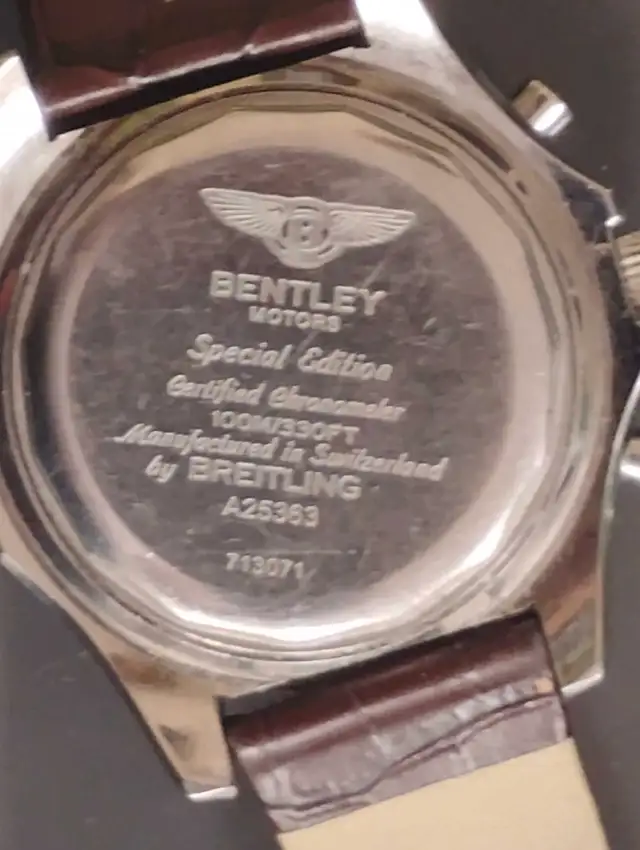 B
BENTLEY
MOTORS
Special Edition
Certified Chronometer
100M/330FT
Manufactured in Switzerland
by BREITLING
A25363
713071